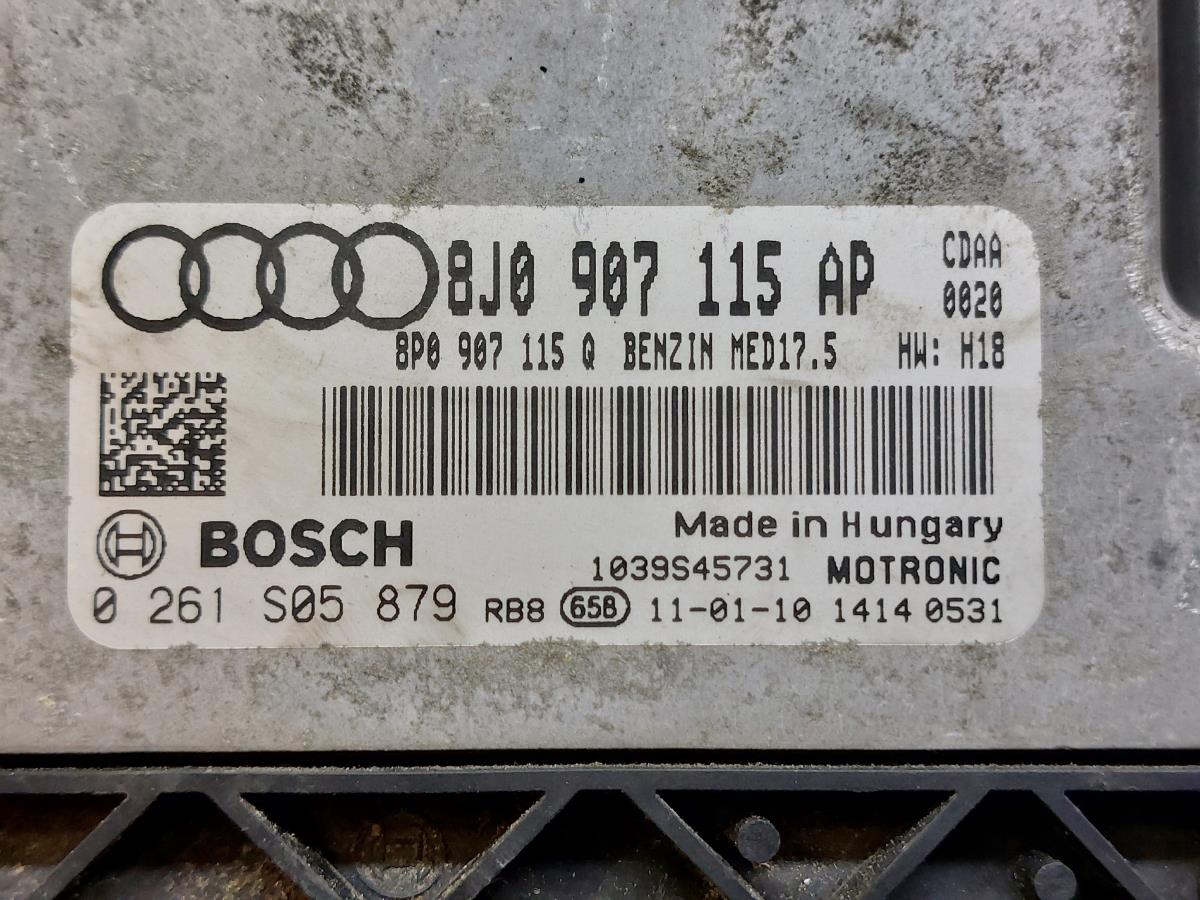 8J0 907 115 AP CDAA
0020
8P0 907 115 Q BENZIN MED17.5 HW: H18
BOSCH
Made in Hungary
1039S45731 MOTRONIC
0 261 S05 879 RB8 65B 11-01-10 1414 0531